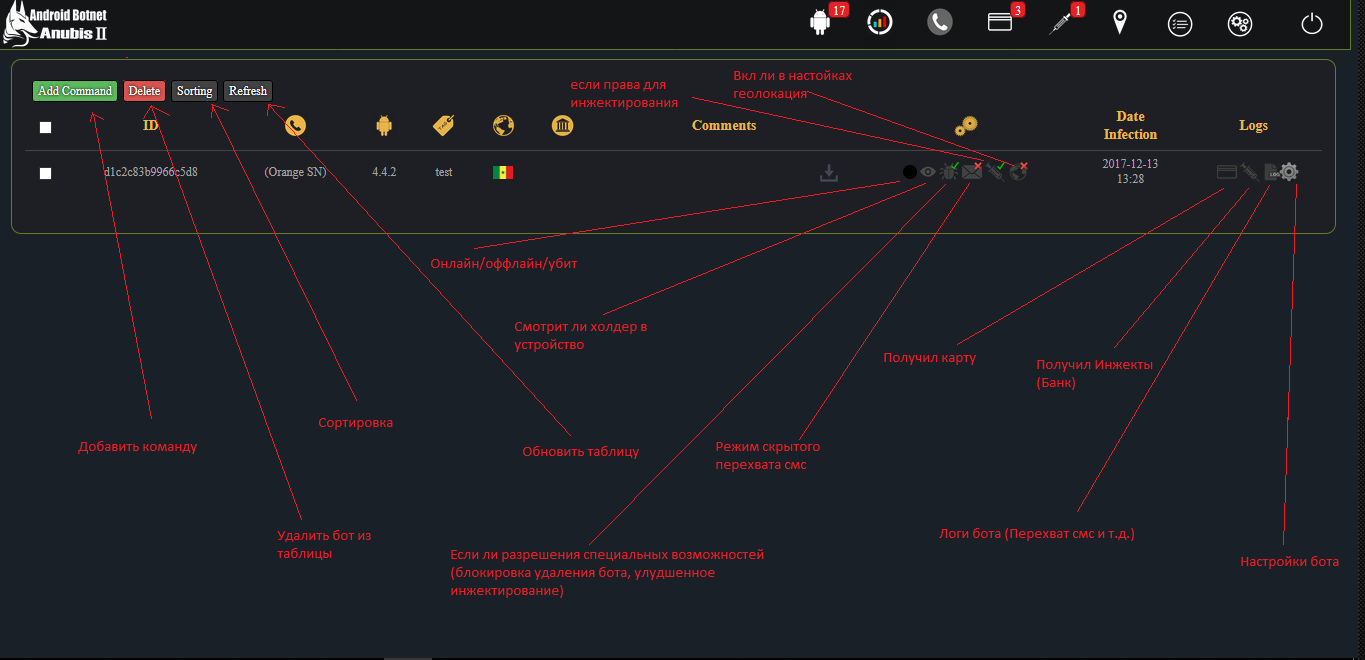 Android Botnet
Anubis II
17
3
1
Add Command
Delete
Sorting
Refresh
если права для
инжектирования
Вкл ли в настойках
геолокация
ID
Comments
Date
Infection
Logs
d1c2c83b9966c5d8
(Orange SN)
4.4.2
test
2017-12-13
13:28
LOG
Онлайн/оффлайн/убит
Смотрит ли холдер в
устройство
Получил карту
Получил Инжекты
(Банк)
Сортировка
Добавить команду
Обновить таблицу
Режим скрытого
перехвата смс
Удалить бот из
таблицы
Логи бота (Перехват смс и т.д.)
Если ли разрешения специальных возможностей
(блокировка удаления бота, улудшенное
инжектирование)
Настройки бота